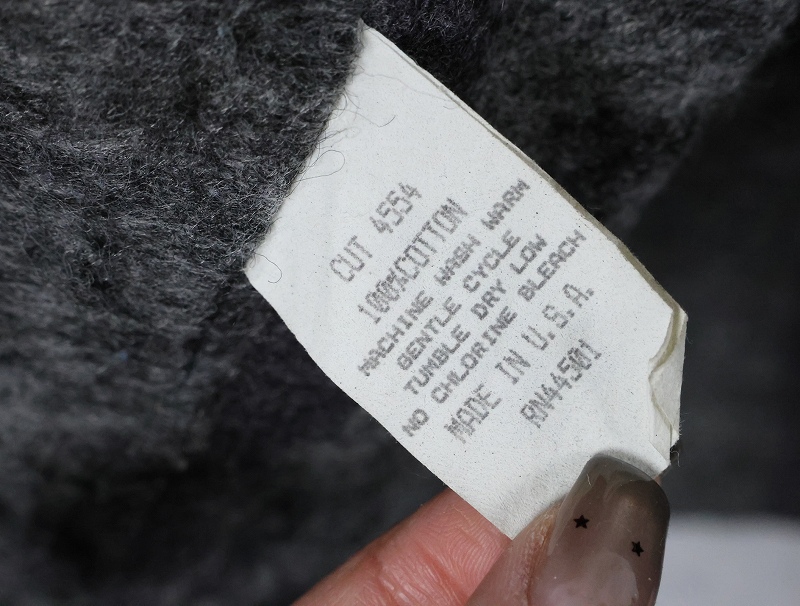 CUT 4554
100%COTTON
MACHINE WASH WARM
GENTLE CYCLE
TUMBLE DRY LOW
NO CHLORINE BLEACH
MADE IN U.S.A.
RN44501